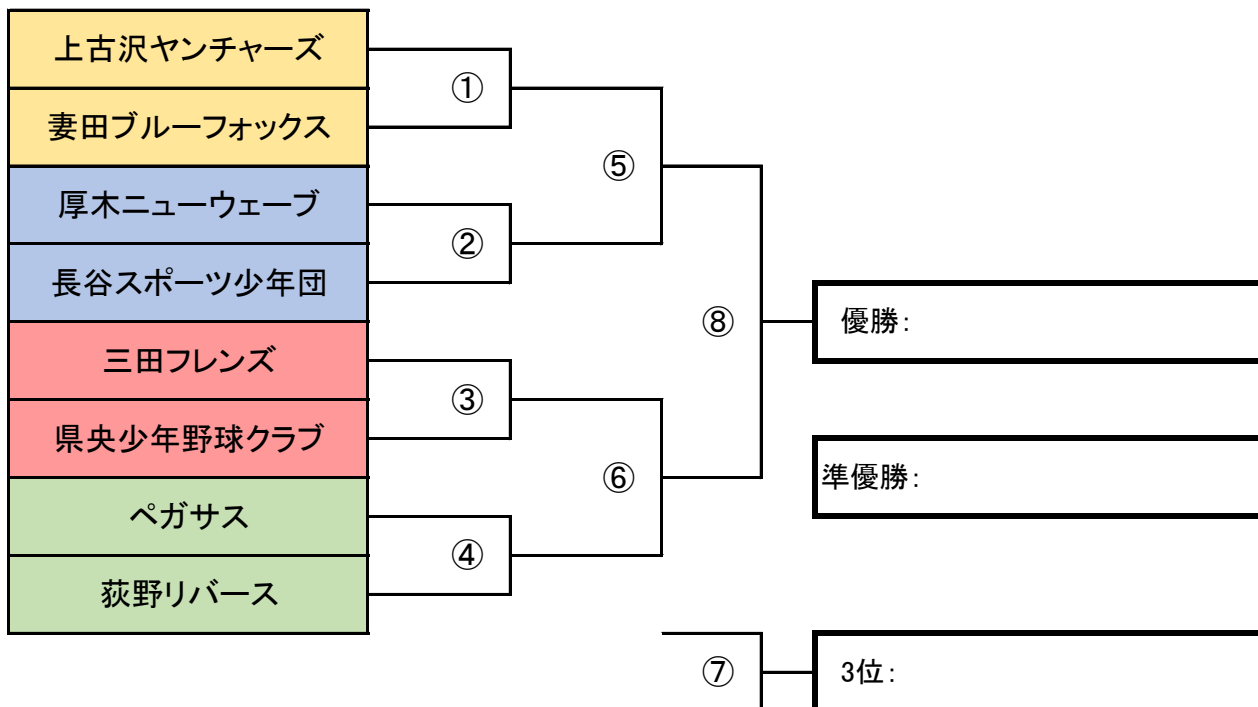 上古沢ヤンチャーズ
妻田ブルーフォックス
厚木ニューウェーブ
長谷スポーツ少年団
三田フレンズ
県央少年野球クラブ
ペガサス
荻野リバース
①
②
③
④
⑤
⑥
⑧
⑦
優勝:
準優勝:
3位: